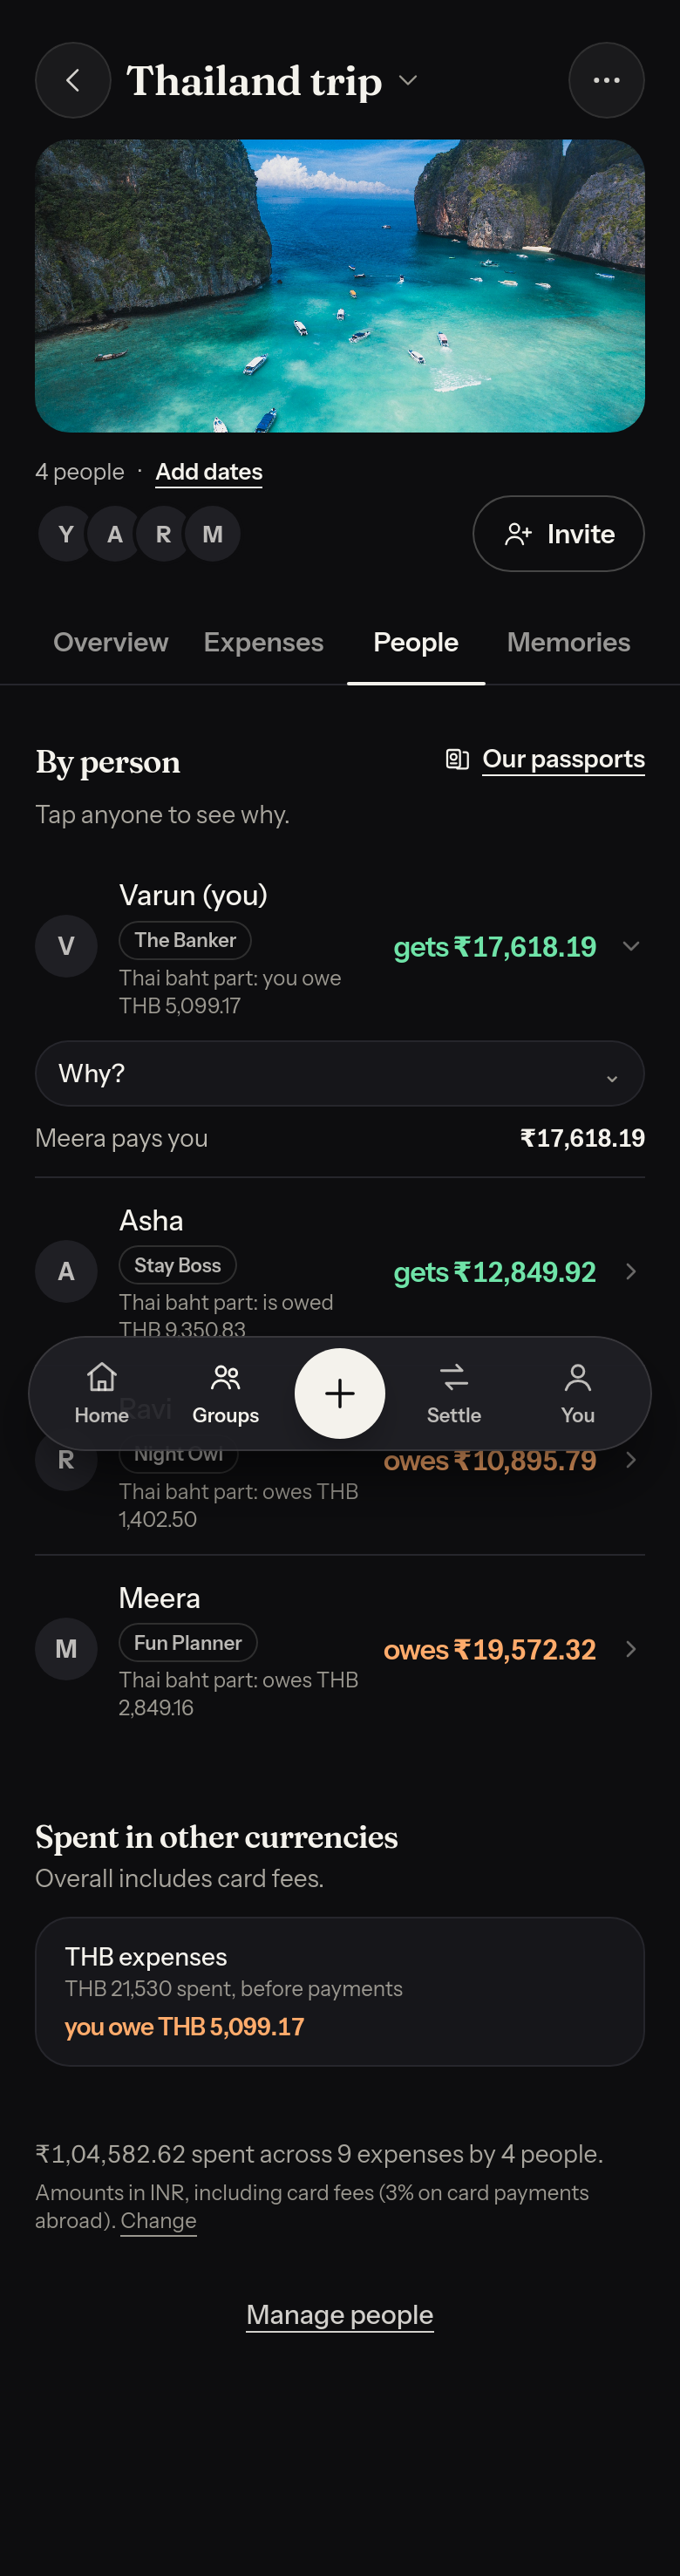 Thailand trip
4 people · Add dates
Y A R M
Invite
Overview Expenses People Memories
By person
Our passports
Tap anyone to see why.
Varun (you)
V
The Banker
gets ₹17,618.19
Thai baht part: you owe
THB 5,099.17
Why?
Meera pays you ₹17,618.19
Asha
A
Stay Boss
gets ₹12,849.92
Thai baht part: is owed
THB 9,350.83
Home Groups Settle You
Ravi
R
Night Owl
owes ₹10,895.79
Thai baht part: owes THB
1,402.50
Meera
M
Fun Planner
owes ₹19,572.32
Thai baht part: owes THB
2,849.16
Spent in other currencies
Overall includes card fees.
THB expenses
THB 21,530 spent, before payments
you owe THB 5,099.17
₹1,04,582.62 spent across 9 expenses by 4 people.
Amounts in INR, including card fees (3% on card payments
abroad). Change
Manage people